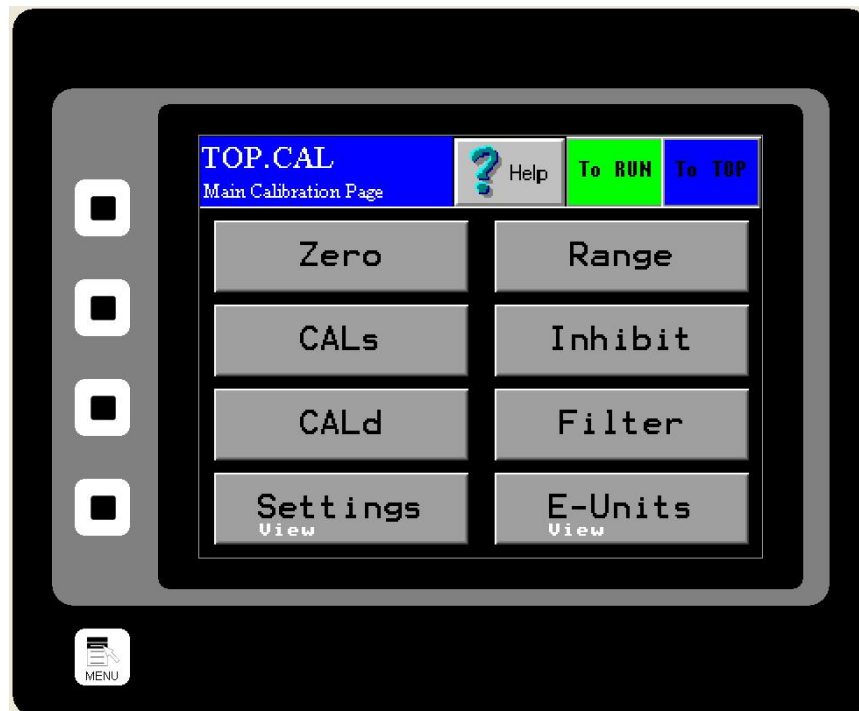 TOP.CAL
Main Calibration Page
Help
To RUN
To TOP
Zero
Range
CALs
Inhibit
CALd
Filter
Settings
View
E-Units
View
MENU